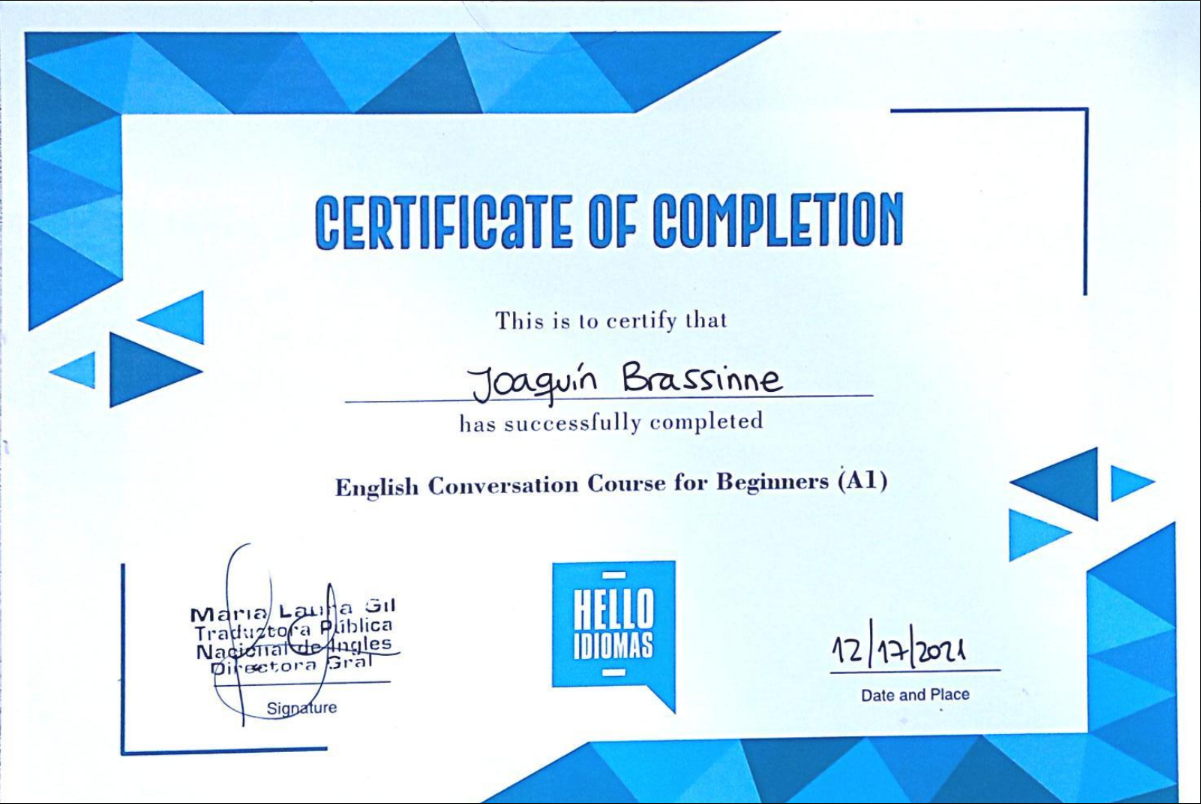 CERTIFICATE OF COMPLETION
This is to certify that
Joaquín Brassinne
has successfully completed
English Conversation Course for Beginners (A1)
Maria Laura Gil
Traductora Pública
Nacional de Ingles
Directora Gral
Signature
HELLO
IDIOMAS
12/17/2021
Date and Place